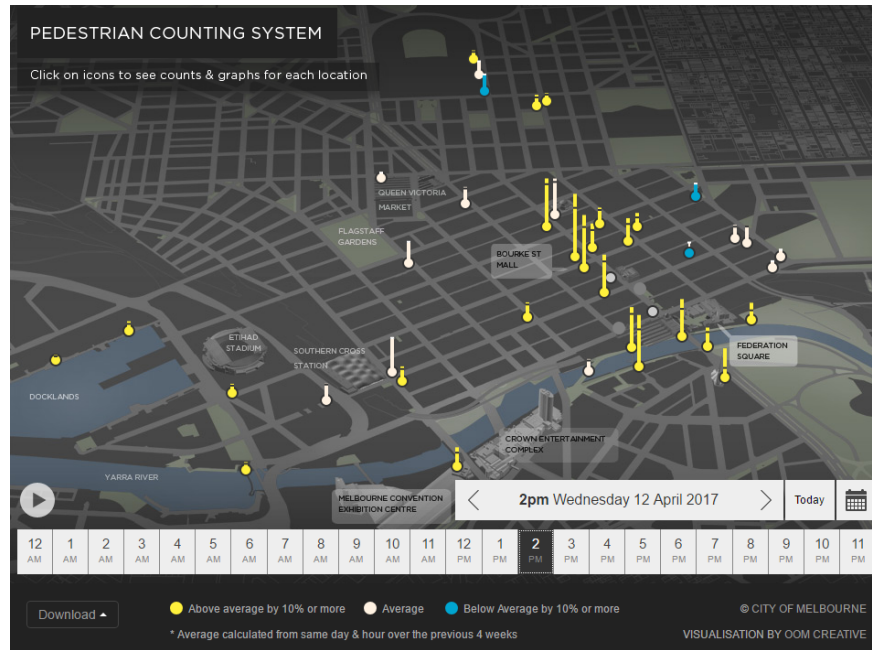 PEDESTRIAN COUNTING SYSTEM
Click on icons to see counts & graphs for each location
QUEEN VICTORIA
MARKET
FLAGSTAFF
GARDENS
BOURKE ST
MALL
ETIHAD
STADIUM
SOUTHERN CROSS
STATION
FEDERATION
SQUARE
DOCKLANDS
CROWN ENTERTAINMENT
COMPLEX
YARRA RIVER
MELBOURNE CONVENTION
EXHIBITION CENTRE
2pm Wednesday 12 April 2017
Today
12 1 2 3 4 5 6 7 8 9 10 11 12 1 2 3 4 5 6 7 8 9 10 11
AM AM AM AM AM AM AM AM AM AM AM AM PM PM PM PM PM PM PM PM PM PM PM PM
Download
Above average by 10% or more Average Below Average by 10% or more
© CITY OF MELBOURNE
* Average calculated from same day & hour over the previous 4 weeks
VISUALISATION BY OOM CREATIVE